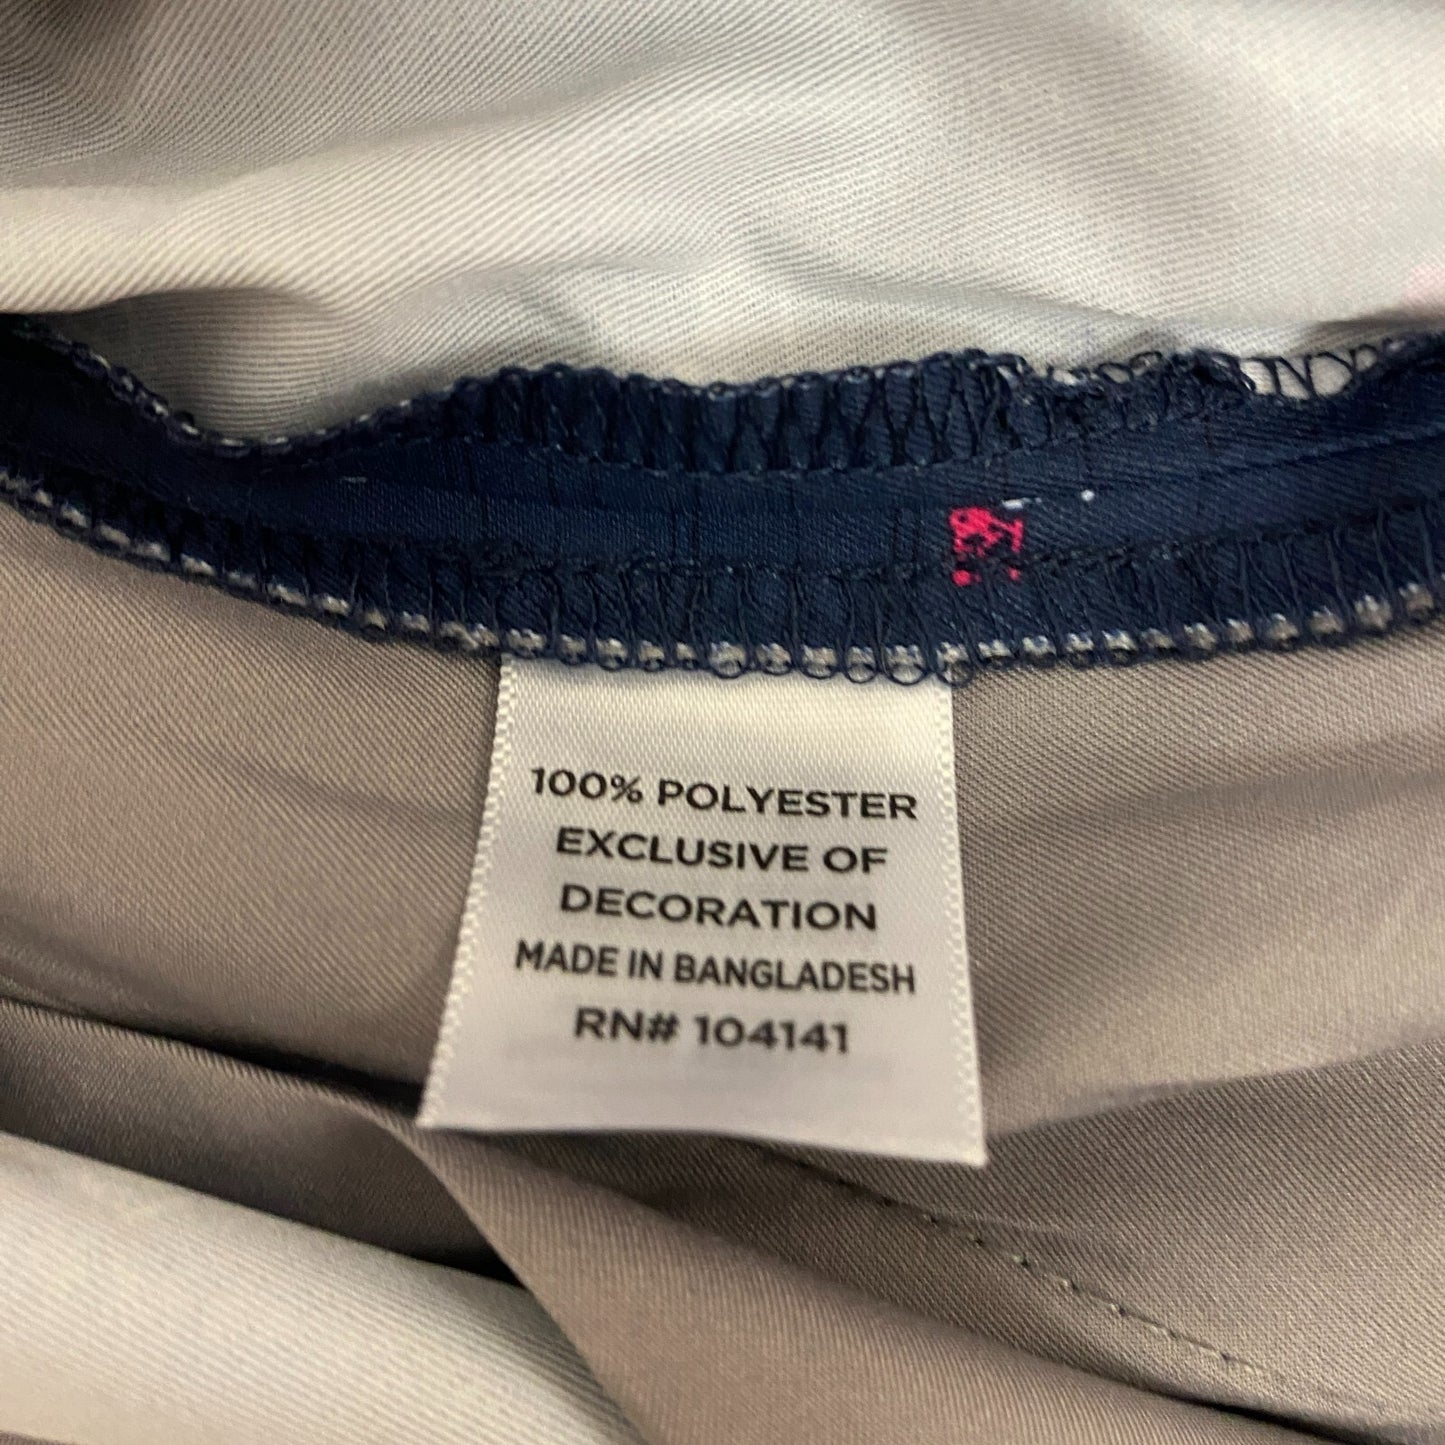 100% POLYESTER
EXCLUSIVE OF
DECORATION
MADE IN BANGLADESH
RN# 104141